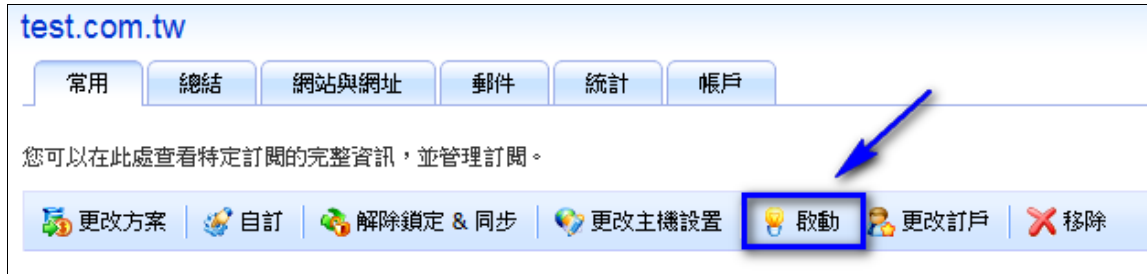 test.com.tw
常用 總結 網站與網址 郵件 統計 帳戶
您可以在此處查看特定訂閱的完整資訊，並管理訂閱。
更改方案 自訂 解除鎖定 & 同步 更改主機設置 啟動 更改訂戶 移除